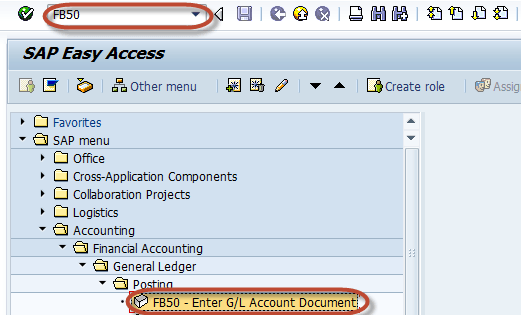 FB50
SAP Easy Access
Other menu
Create role
Assig
Favorites
SAP menu
Office
Cross-Application Components
Collaboration Projects
Logistics
Accounting
Financial Accounting
General Ledger
Posting
FB50 - Enter G/L Account Document